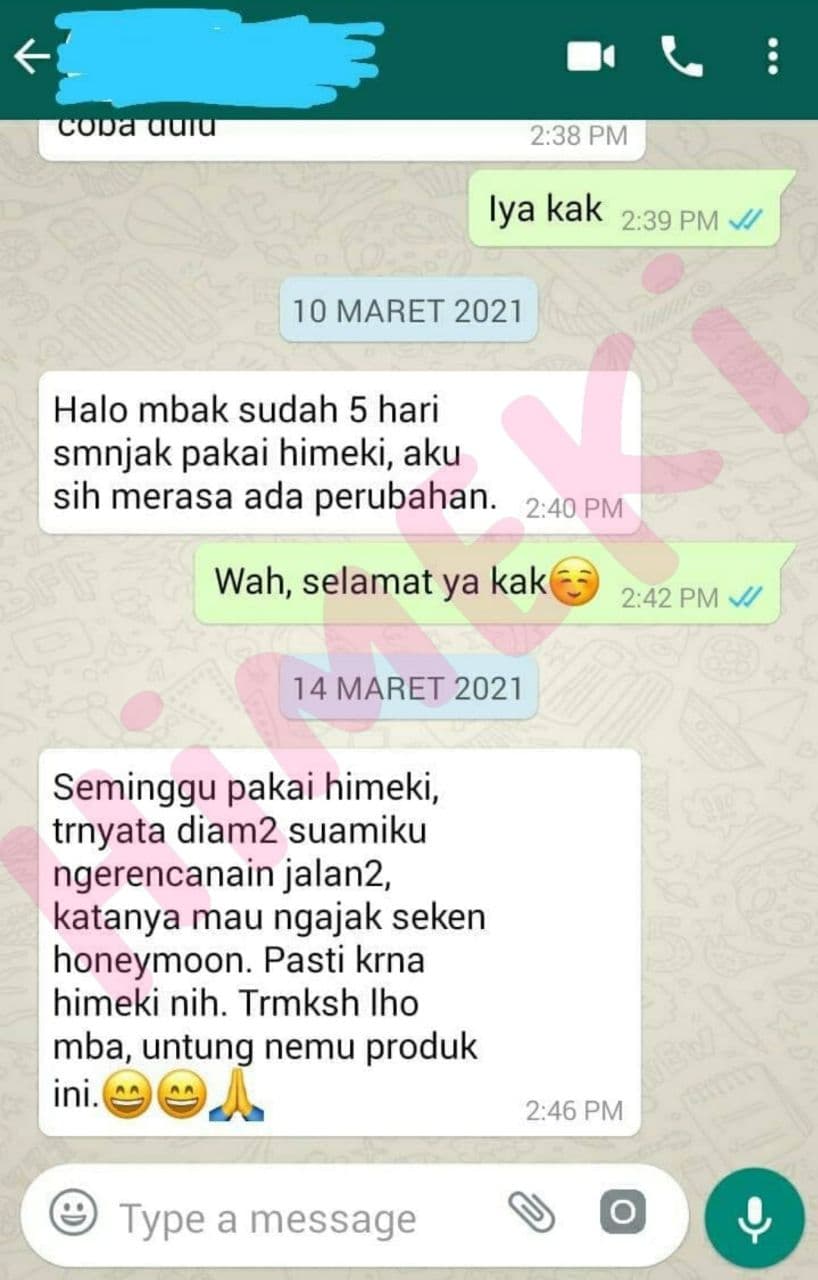 coba dulu
2:38 PM
Iya kak
2:39 PM
10 MARET 2021
Halo mbak sudah 5 hari
smnjak pakai himeki, aku
sih merasa ada perubahan.
2:40 PM
Wah, selamat ya kak☺️
2:42 PM
14 MARET 2021
Seminggu pakai himeki,
trnyata diam2 suamiku
ngerencanain jalan2,
katanya mau ngajak seken
honeymoon. Pasti krna
himeki nih. Trmksh lho
mba, untung nemu produk
ini.😄😄🙏
2:46 PM
Type a message
HiMEKi